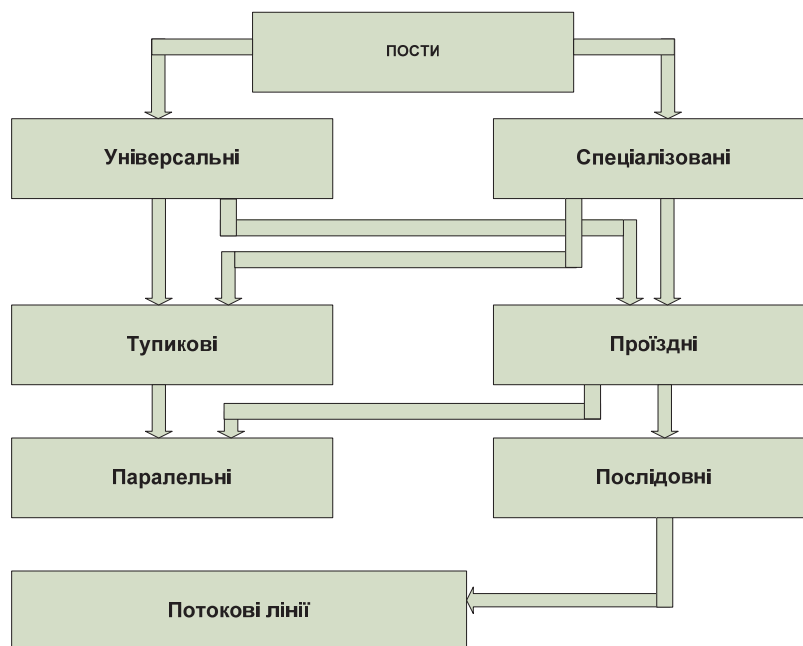 ПОСТИ
Універсальні
Спеціалізовані
Тупикові
Проїздні
Паралельні
Послідовні
Потокові лінії